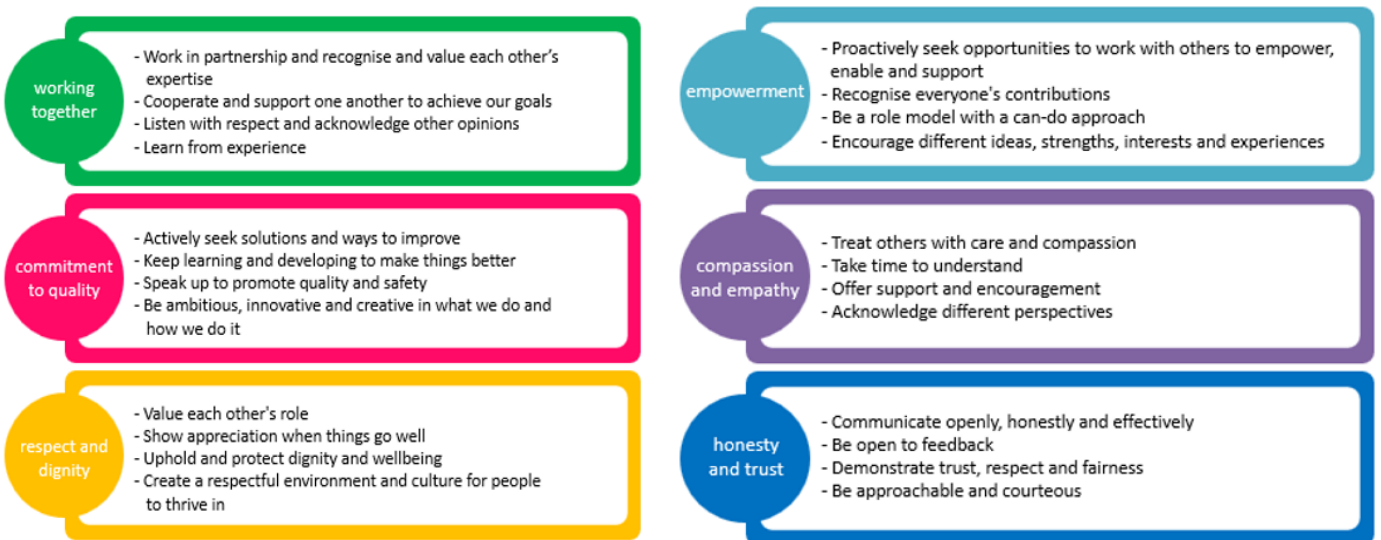 working
together
- Work in partnership and recognise and value each other’s
expertise
- Cooperate and support one another to achieve our goals
- Listen with respect and acknowledge other opinions
- Learn from experience
commitment
to quality
- Actively seek solutions and ways to improve
- Keep learning and developing to make things better
- Speak up to promote quality and safety
- Be ambitious, innovative and creative in what we do and
how we do it
respect and
dignity
- Value each other's role
- Show appreciation when things go well
- Uphold and protect dignity and wellbeing
- Create a respectful environment and culture for people
to thrive in
empowerment
- Proactively seek opportunities to work with others to empower,
enable and support
- Recognise everyone's contributions
- Be a role model with a can-do approach
- Encourage different ideas, strengths, interests and experiences
compassion
and empathy
- Treat others with care and compassion
- Take time to understand
- Offer support and encouragement
- Acknowledge different perspectives
honesty
and trust
- Communicate openly, honestly and effectively
- Be open to feedback
- Demonstrate trust, respect and fairness
- Be approachable and courteous